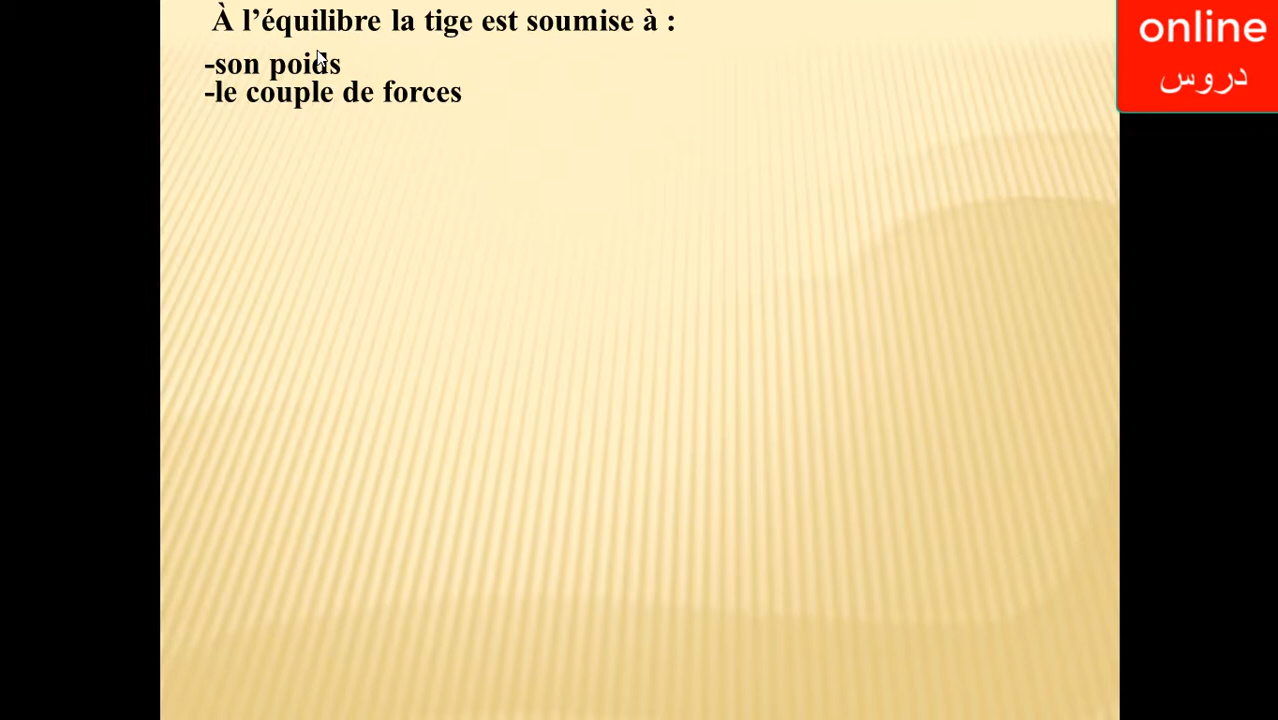 À l’équilibre la tige est soumise à :
-son poids
-le couple de forces
online
دروس